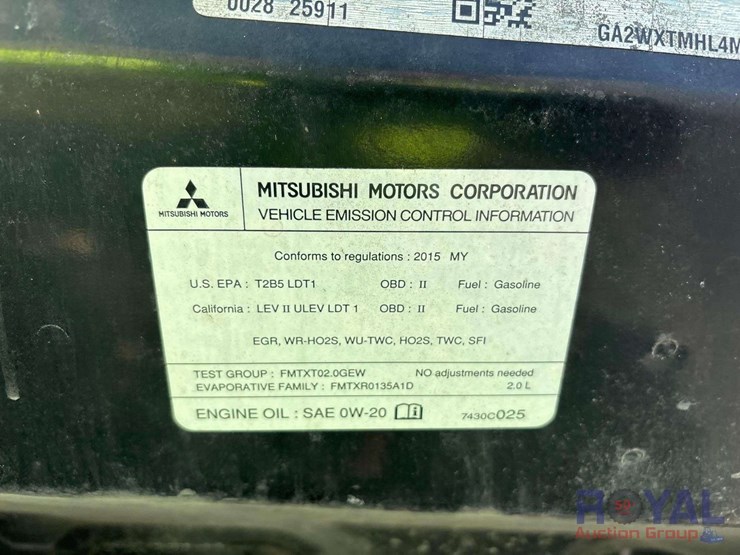 0028 25911
GA2WXTMHL4M
MITSUBISHI MOTORS
MITSUBISHI MOTORS CORPORATION
VEHICLE EMISSION CONTROL INFORMATION
Conforms to regulations : 2015 MY
U.S. EPA : T2B5 LDT1 OBD : II Fuel : Gasoline
California : LEV II ULEV LDT 1 OBD : II Fuel : Gasoline
EGR, WR-HO2S, WU-TWC, HO2S, TWC, SFI
TEST GROUP : FMTXT02.0GEW NO adjustments needed
EVAPORATIVE FAMILY : FMTXR0135A1D 2.0 L
ENGINE OIL : SAE 0W-20 7430C025
ROYAL
Auction Group